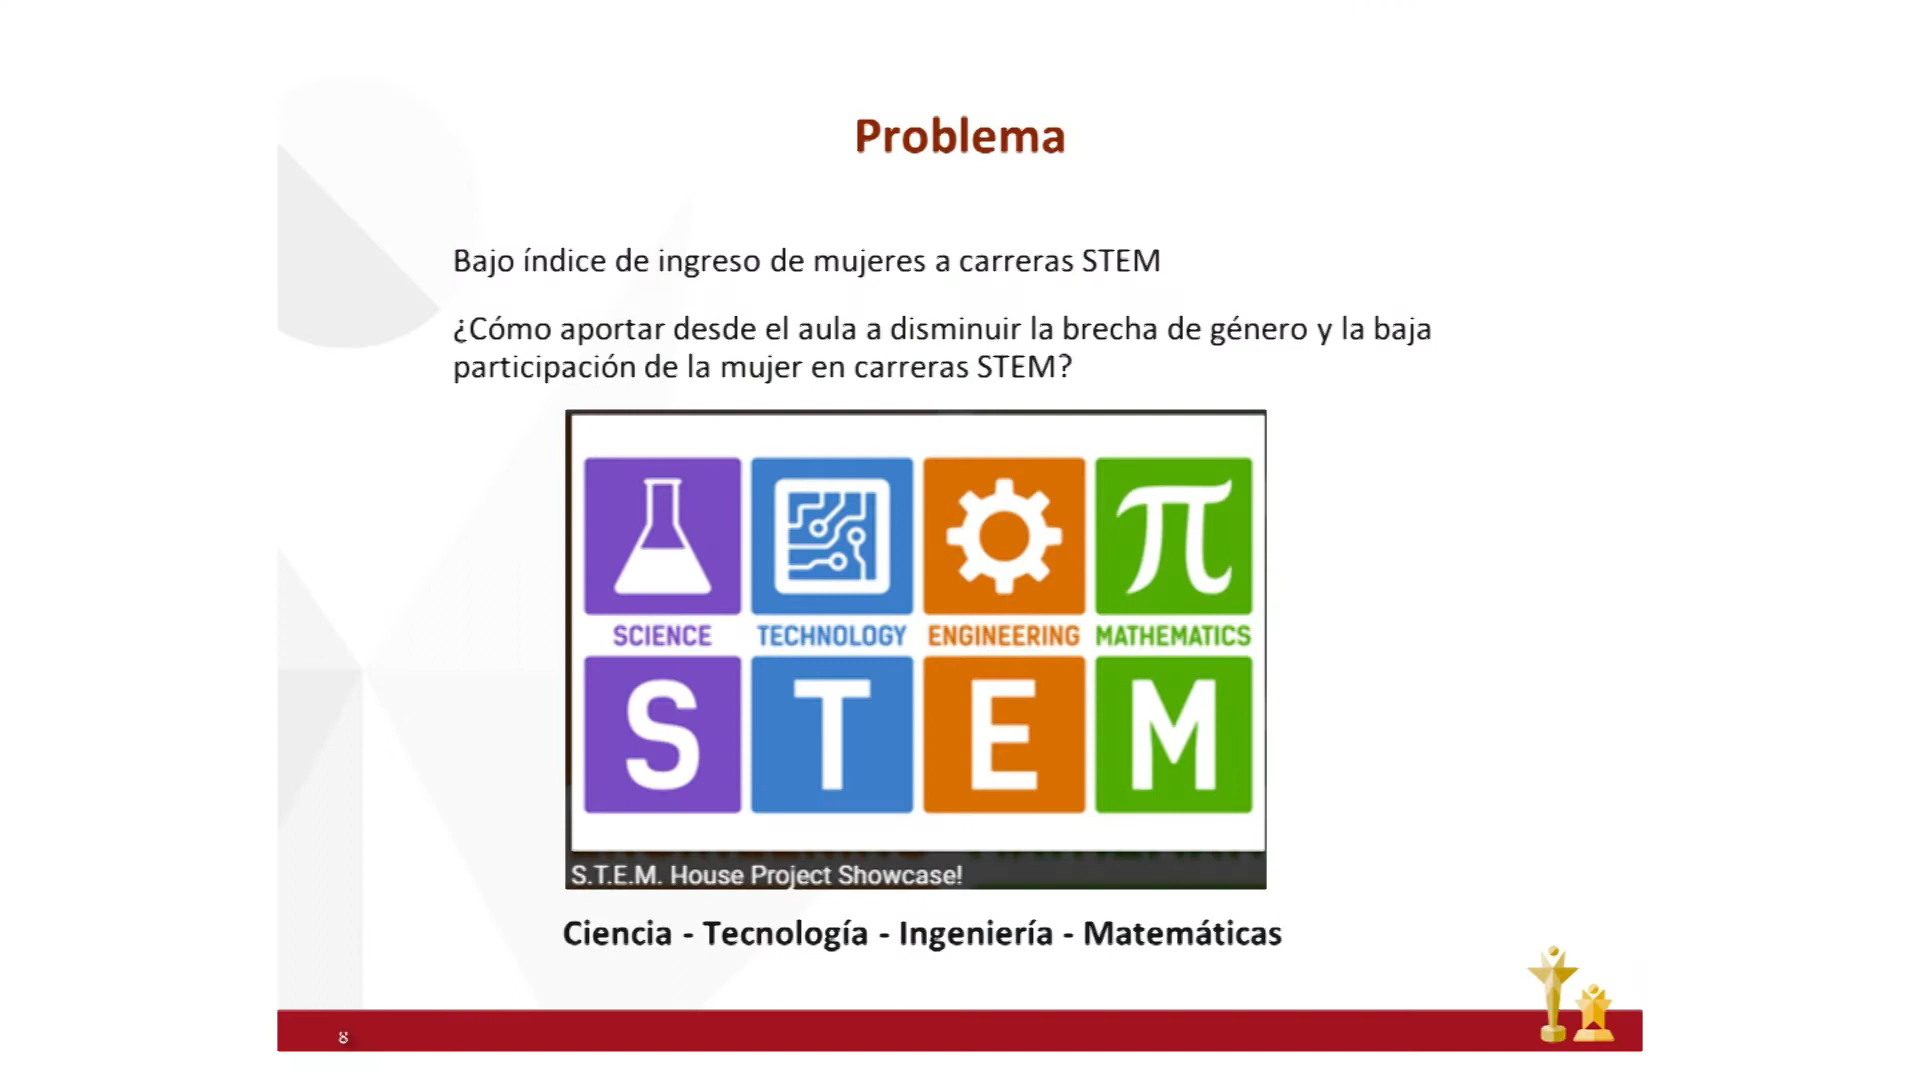 Problema
Bajo índice de ingreso de mujeres a carreras STEM
¿Cómo aportar desde el aula a disminuir la brecha de género y la baja
participación de la mujer en carreras STEM?
SCIENCE TECHNOLOGY ENGINEERING MATHEMATICS
S T E M
S.T.E.M. House Project Showcase!
Ciencia - Tecnología - Ingeniería - Matemáticas
8